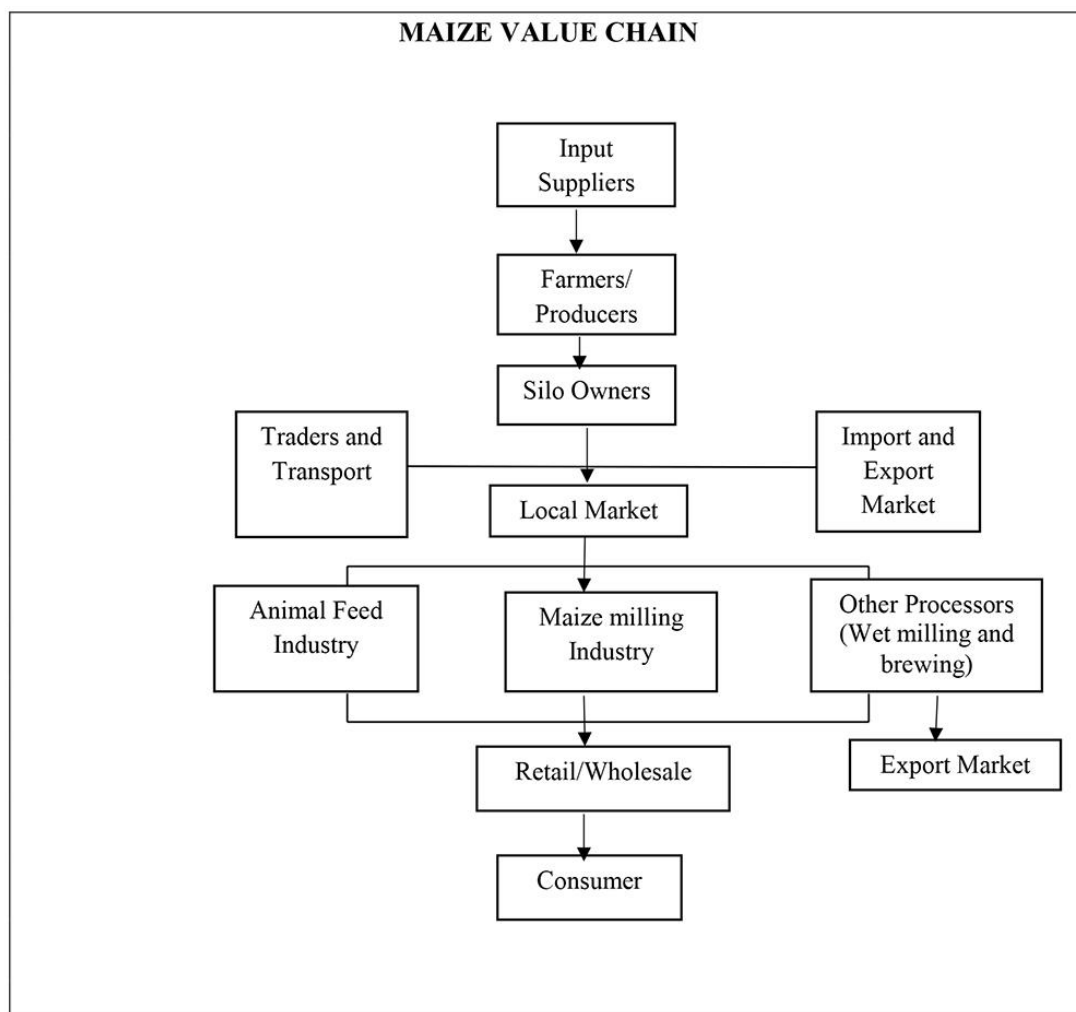 MAIZE VALUE CHAIN
Input
Suppliers
Farmers/
Producers
Silo Owners
Traders and
Transport
Import and
Export
Market
Local Market
Animal Feed
Industry
Maize milling
Industry
Other Processors
(Wet milling and
brewing)
Retail/Wholesale
Export Market
Consumer